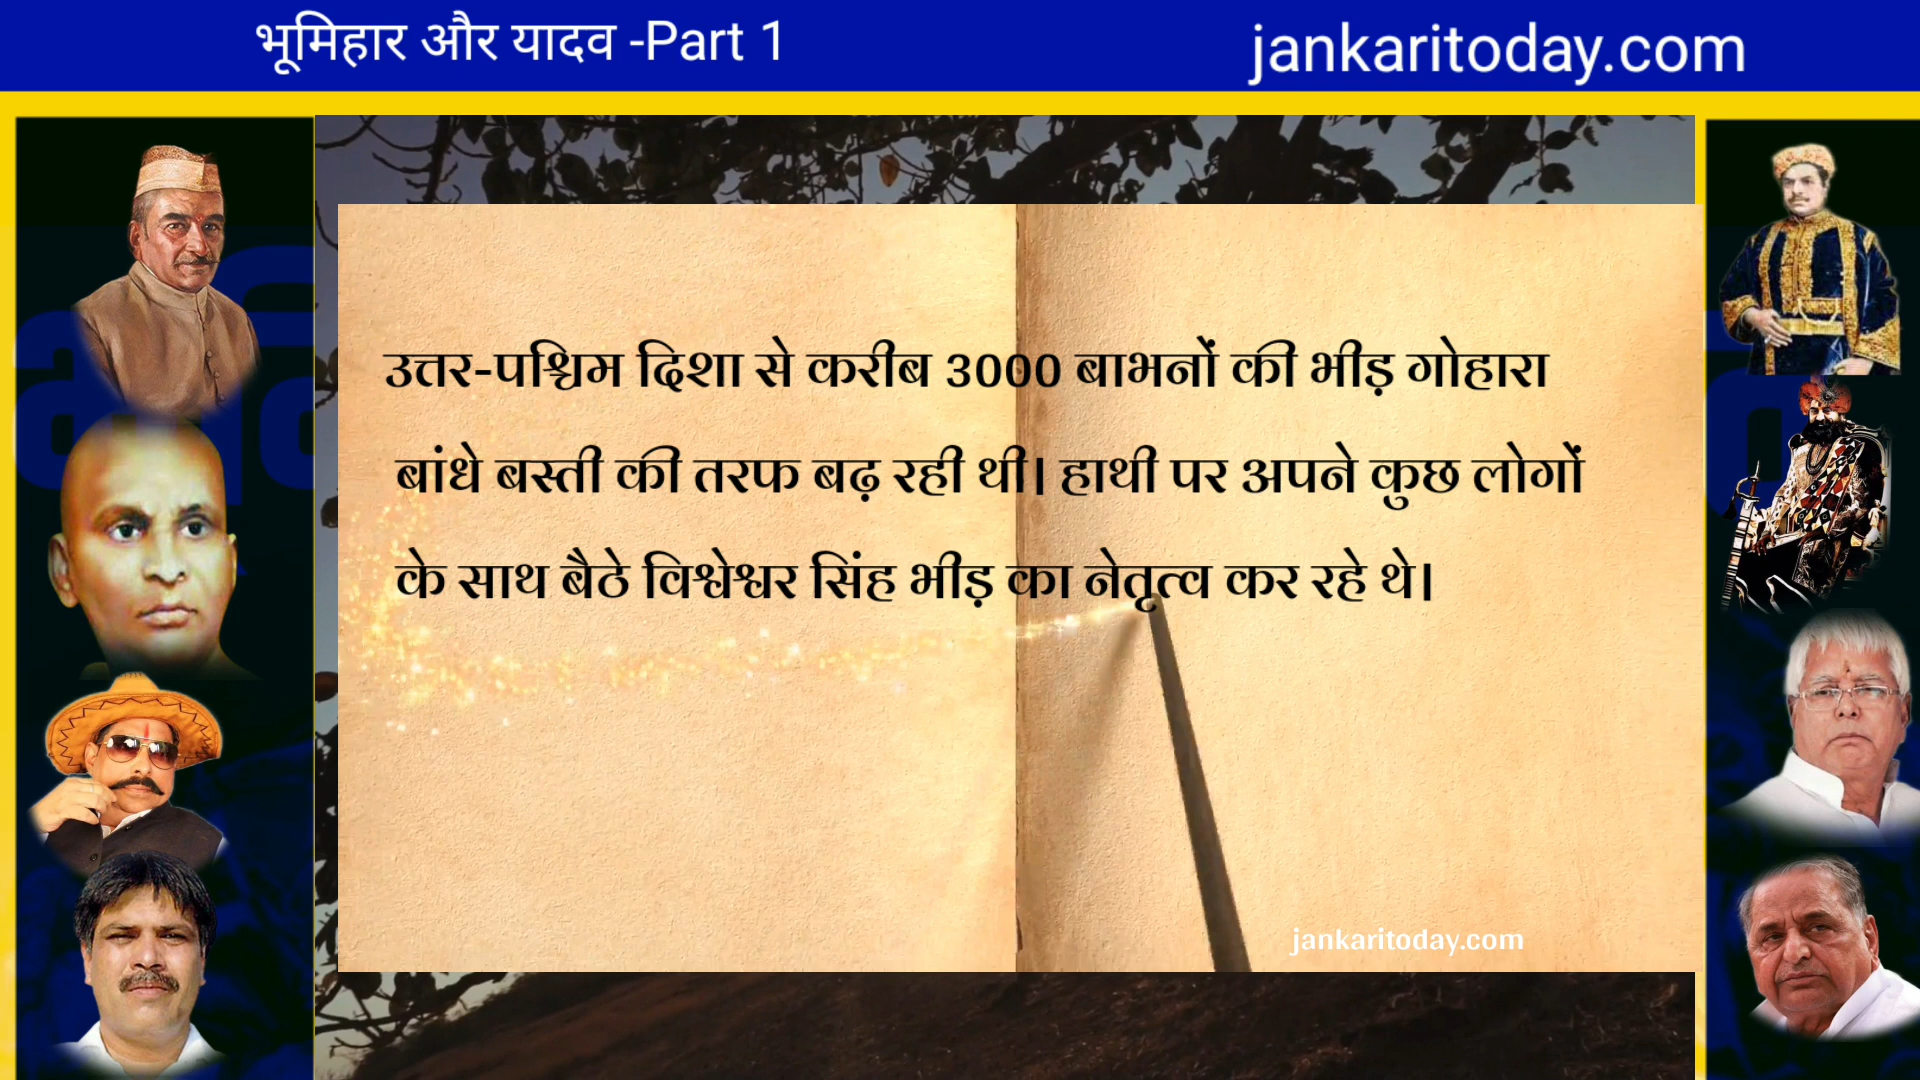 भूमिहार और यादव -Part 1
jankaritoday.com
उत्तर-पश्चिम दिशा से करीब 3000 बाभनों की भीड़ गोहारा
बांधे बस्ती की तरफ बढ़ रही थी। हाथी पर अपने कुछ लोगों
के साथ बैठे विश्वेश्वर सिंह भीड़ का नेतृत्व कर रहे थे।
jankaritoday.com